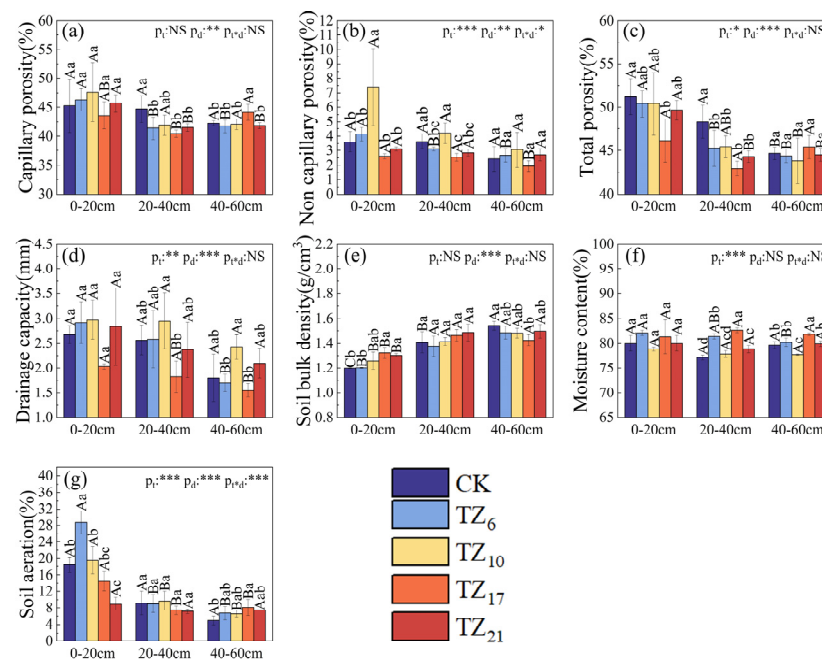 (a) pt:NS pd:** pt*d:NS
Capillary porosity(%)
60
55
50
45
40
35
30
Aa Aa Aa ABa Aa
Aa Bb Aab Bb Bb
Ab Bb Ab Aa Bb
0-20cm 20-40cm 40-60cm
(b) pt:*** pd:** pt*d:*
Non capillary porosity(%)
12
11
10
9
8
7
6
5
4
3
2
1
0
Ab Ab Aa Ab Ab
Aab Bbc Aa Ac Abc
Aa Ba Aa Ba Aa
0-20cm 20-40cm 40-60cm
(c) pt:* pd:*** pt*d:NS
Total porosity(%)
60
55
50
45
40
Aa Aa Aab Ab Aab
Aa Bb ABb Ab Bb
Ba Ba Ba Aa Ba
0-20cm 20-40cm 40-60cm
(d) pt:** pd:*** pt*d:NS
Drainage capacity(mm)
4.5
4.0
3.5
3.0
2.5
2.0
1.5
1.0
Aa Aa Aa Aa Aa
Aab Aab Aa ABb Aab
Aab Bb Aa Bb Aab
0-20cm 20-40cm 40-60cm
(e) pt:NS pd:*** pt*d:NS
Soil bulk density(g/cm3)
2.2
2.0
1.8
1.6
1.4
1.2
1.0
0.8
Cb Bb Bab Ba Ba
Ba Aa Aa Aa Aa
Aa Aab Aab Ab Aab
0-20cm 20-40cm 40-60cm
(f) pt:*** pd:NS pt*d:NS
Moisture content(%)
100
95
90
85
80
75
70
65
Aa Aa Aa Aa Aa
Ad ABb cd Aa Ac
Ab Bb Ac Aa Ab
0-20cm 20-40cm 40-60cm
(g) pt:*** pd:*** pt*d:***
Soil aeration(%)
40
36
32
28
24
20
16
12
8
4
0
Ab Aa Ab Abc Ac
Aa Ba Ba Ba Aa
Ab Bab Bab Ba Aab
0-20cm 20-40cm 40-60cm
CK
TZ6
TZ10
TZ17
TZ21